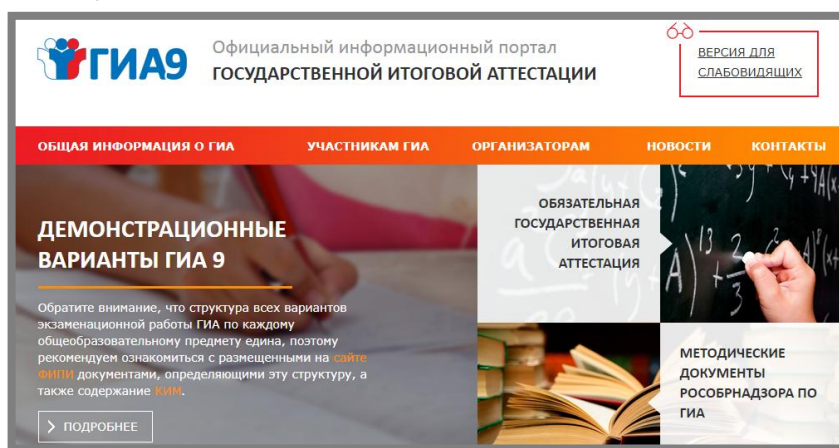 ГИА9
Официальный информационный портал
ГОСУДАРСТВЕННОЙ ИТОГОВОЙ АТТЕСТАЦИИ
ВЕРСИЯ ДЛЯ
СЛАБОВИДЯЩИХ
ОБЩАЯ ИНФОРМАЦИЯ О ГИА УЧАСТНИКАМ ГИА ОРГАНИЗАТОРАМ НОВОСТИ КОНТАКТЫ
ДЕМОНСТРАЦИОННЫЕ
ВАРИАНТЫ ГИА 9
Обратите внимание, что структура всех вариантов
экзаменационной работы ГИА по каждому
общеобразовательному предмету едина, поэтому
рекомендуем ознакомиться с размещенными на сайте
ФИПИ документами, определяющими эту структуру, а
также содержание КИМ.
ПОДРОБНЕЕ
ОБЯЗАТЕЛЬНАЯ
ГОСУДАРСТВЕННАЯ
ИТОГОВАЯ
АТТЕСТАЦИЯ
МЕТОДИЧЕСКИЕ
ДОКУМЕНТЫ
РОСОБРНАДЗОРА ПО
ГИА